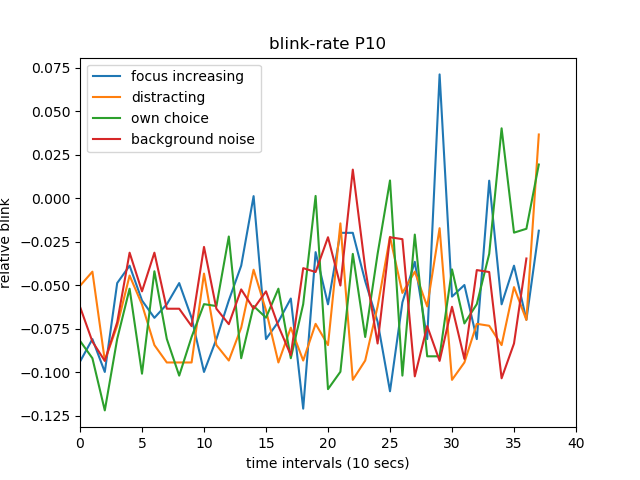 blink-rate P10
focus increasing
distracting
own choice
background noise
relative blink
0.075
0.050
0.025
0.000
−0.025
−0.050
−0.075
−0.100
−0.125
0 5 10 15 20 25 30 35 40
time intervals (10 secs)